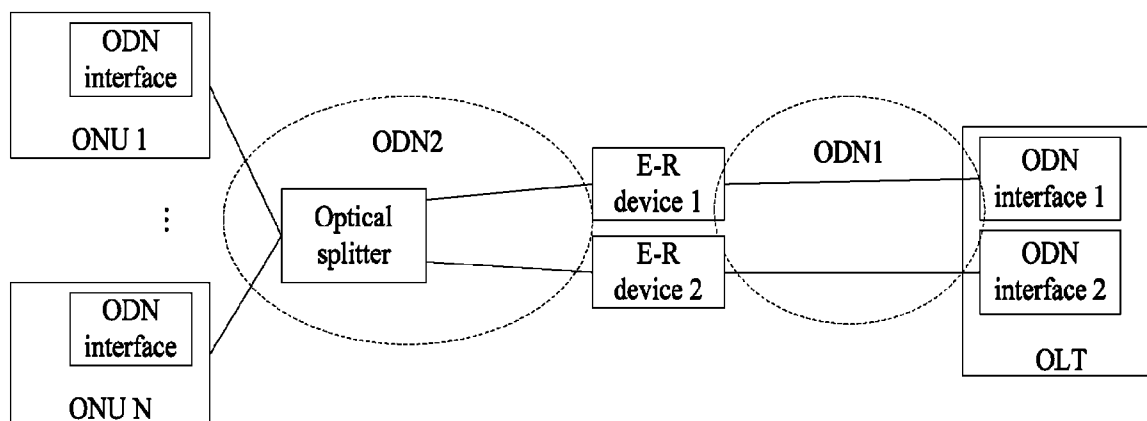 ODN
interface
ONU 1
⋮
ODN
interface
ONU N
ODN2
Optical
splitter
E-R
device 1
E-R
device 2
ODN1
ODN
interface 1
ODN
interface 2
OLT